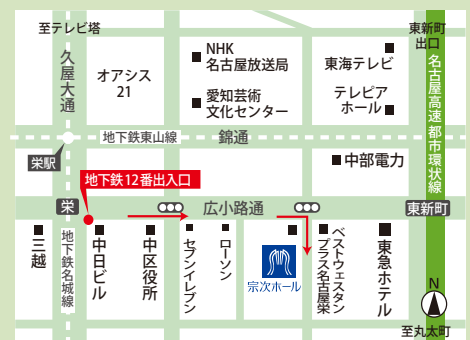 至テレビ塔
東新町
出口
久屋大通
オアシス
21
NHK
名古屋放送局
東海テレビ
愛知芸術
文化センター
テレピア
ホール
名古屋高速都市環状線
地下鉄東山線
錦通
栄駅
中部電力
地下鉄12番出入口
栄
広小路通
東新町
三越
地下鉄名城線
中日ビル
中区役所
セブンイレブン
ローソン
宗次ホール
ベストウェスタン
プラス名古屋栄
東急ホテル
N
至丸太町